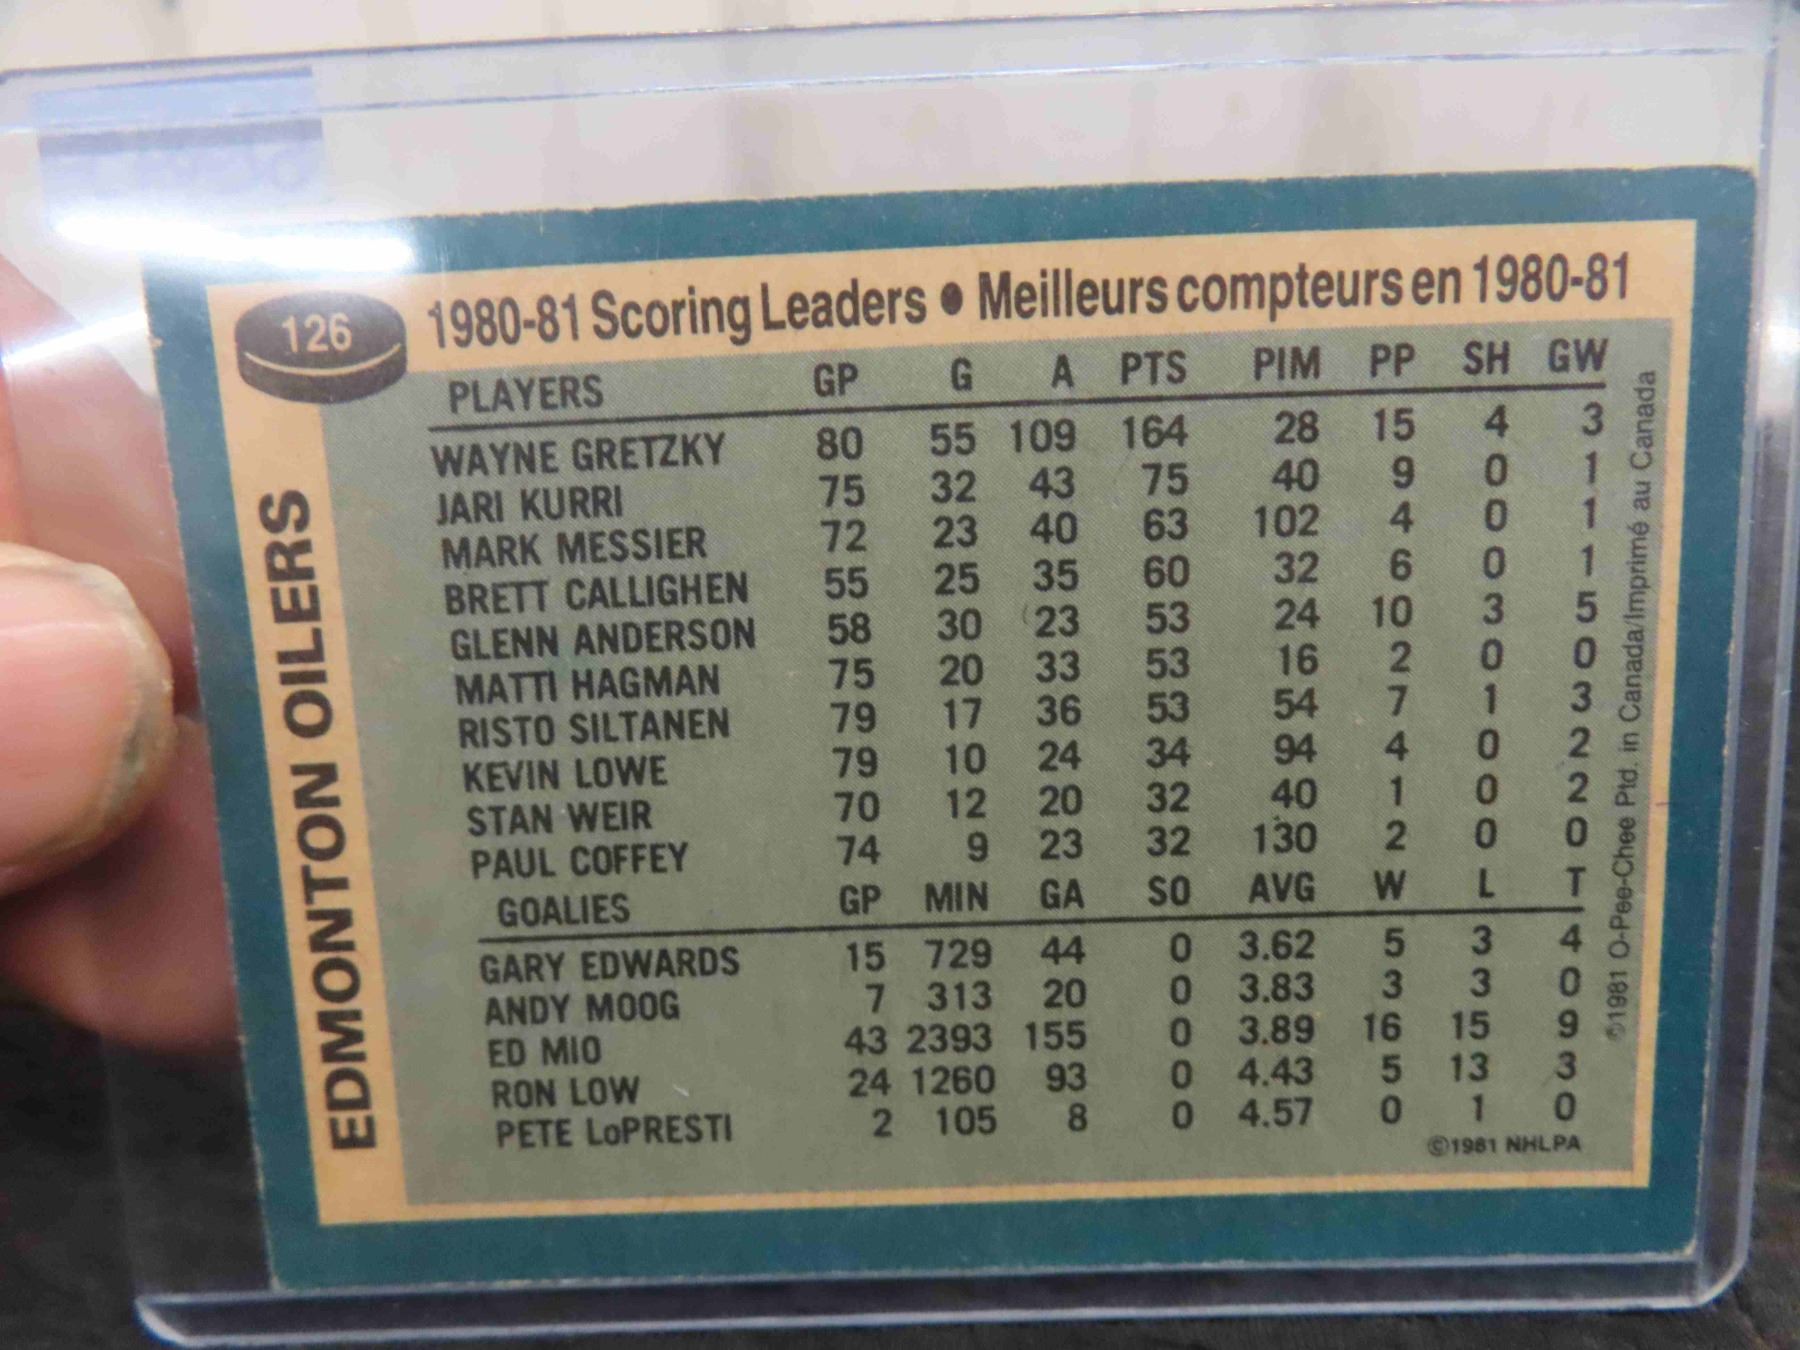 126
1980-81 Scoring Leaders • Meilleurs compteurs en 1980-81
EDMONTON OILERS
PLAYERS GP G A PTS PIM PP SH GW
WAYNE GRETZKY 80 55 109 164 28 15 4 3
JARI KURRI 75 32 43 75 40 9 0 1
MARK MESSIER 72 23 40 63 102 4 0 1
BRETT CALLIGHEN 55 25 35 60 32 6 0 1
GLENN ANDERSON 58 30 23 53 24 10 3 5
MATTI HAGMAN 75 20 33 53 16 2 0 0
RISTO SILTANEN 79 17 36 53 54 7 1 3
KEVIN LOWE 79 10 24 34 94 4 0 2
STAN WEIR 70 12 20 32 40 1 0 2
PAUL COFFEY 74 9 23 32 130 2 0 0
GOALIES GP MIN GA SO AVG W L T
GARY EDWARDS 15 729 44 0 3.62 5 3 4
ANDY MOOG 7 313 20 0 3.83 3 3 0
ED MIO 43 2393 155 0 3.89 16 15 9
RON LOW 24 1260 93 0 4.43 5 13 3
PETE LoPRESTI 2 105 8 0 4.57 0 1 0
©1981 NHLPA
©1981 O-Pee-Chee Ptd. in Canada/Imprimé au Canada